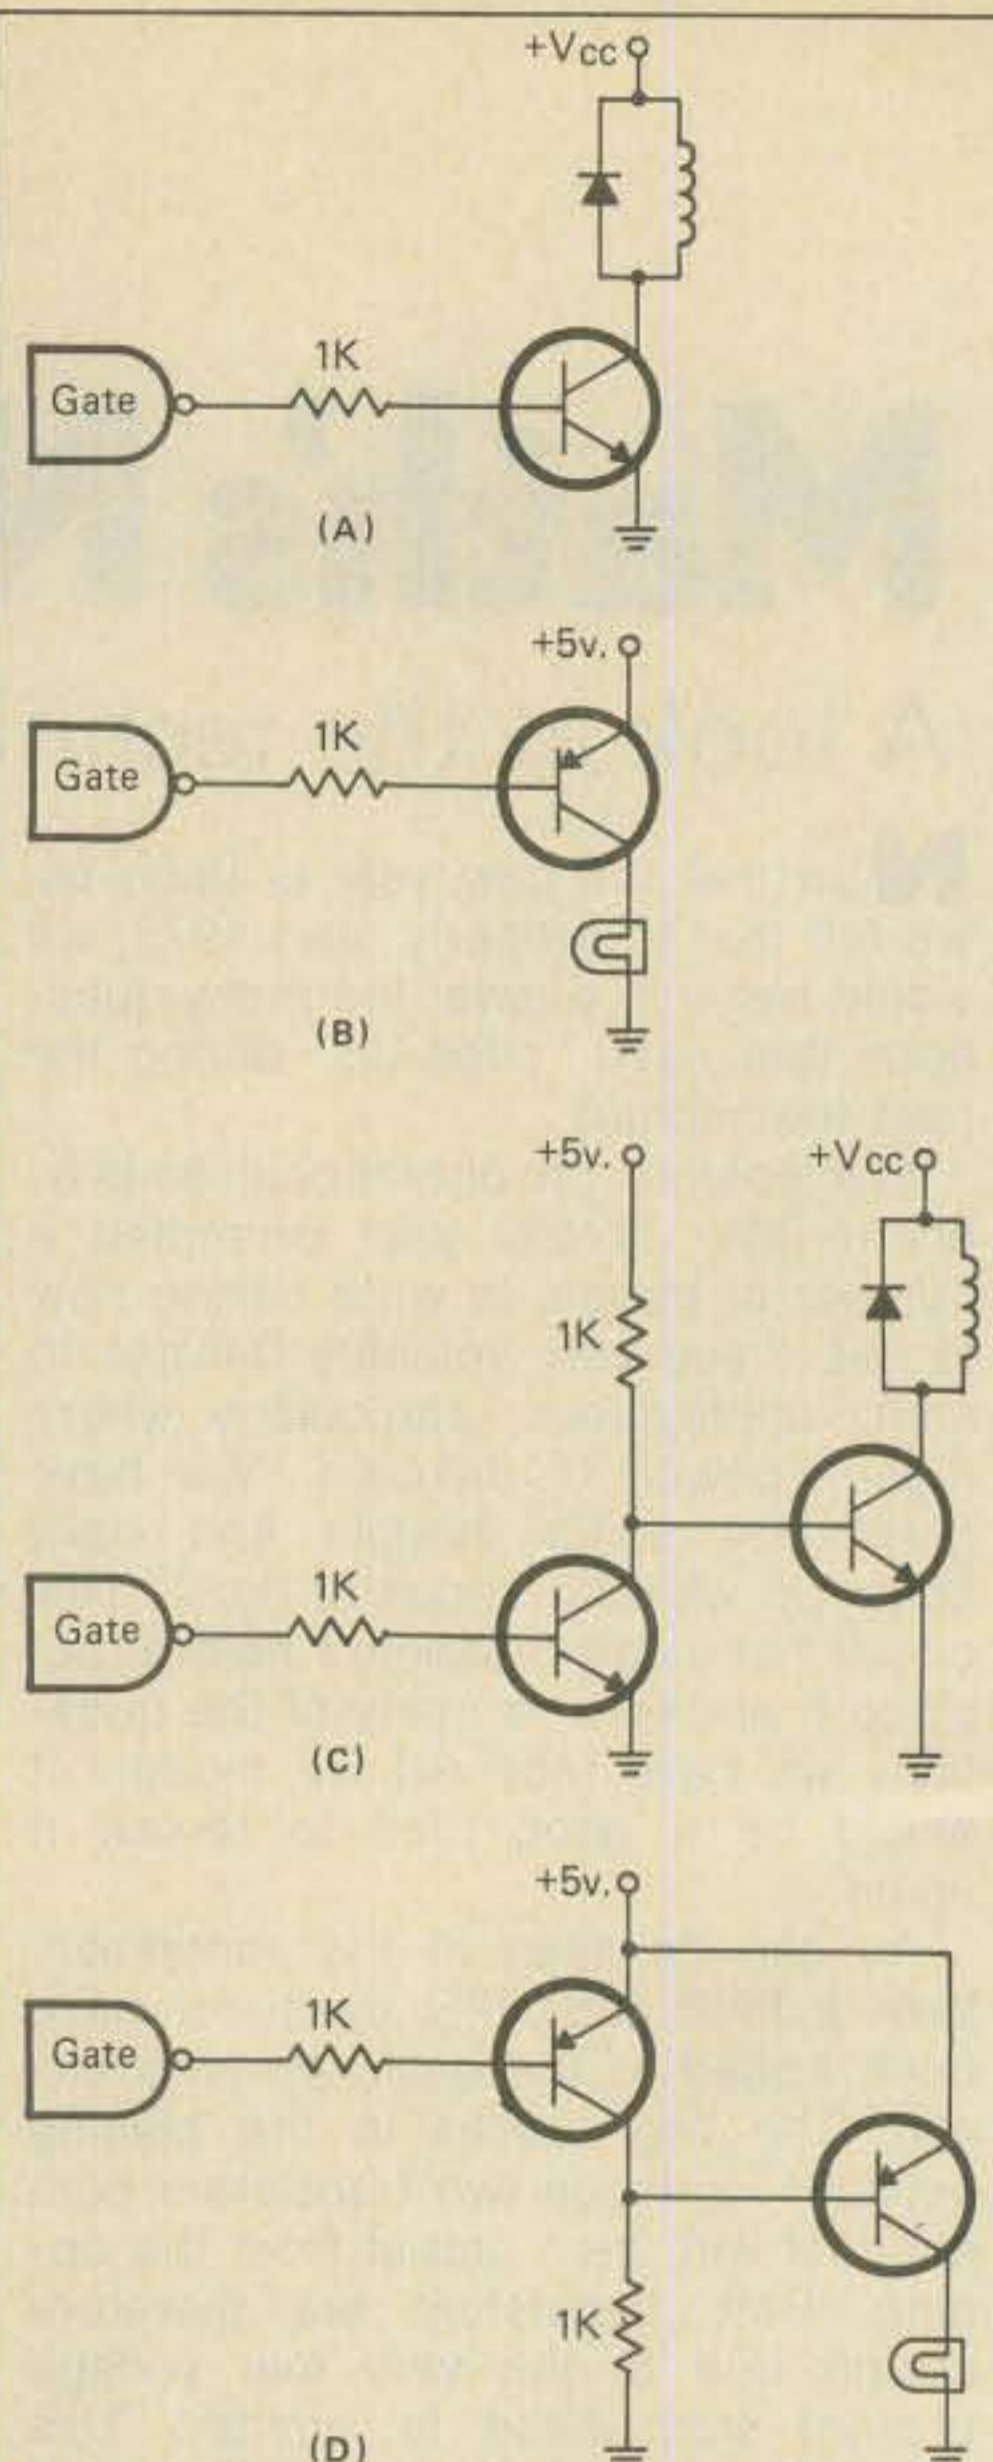 +Vcc
1K
Gate
(A)
+5v.
1K
Gate
(B)
+5v.
+Vcc
1K
1K
Gate
(C)
+5v.
1K
Gate
1K
(D)